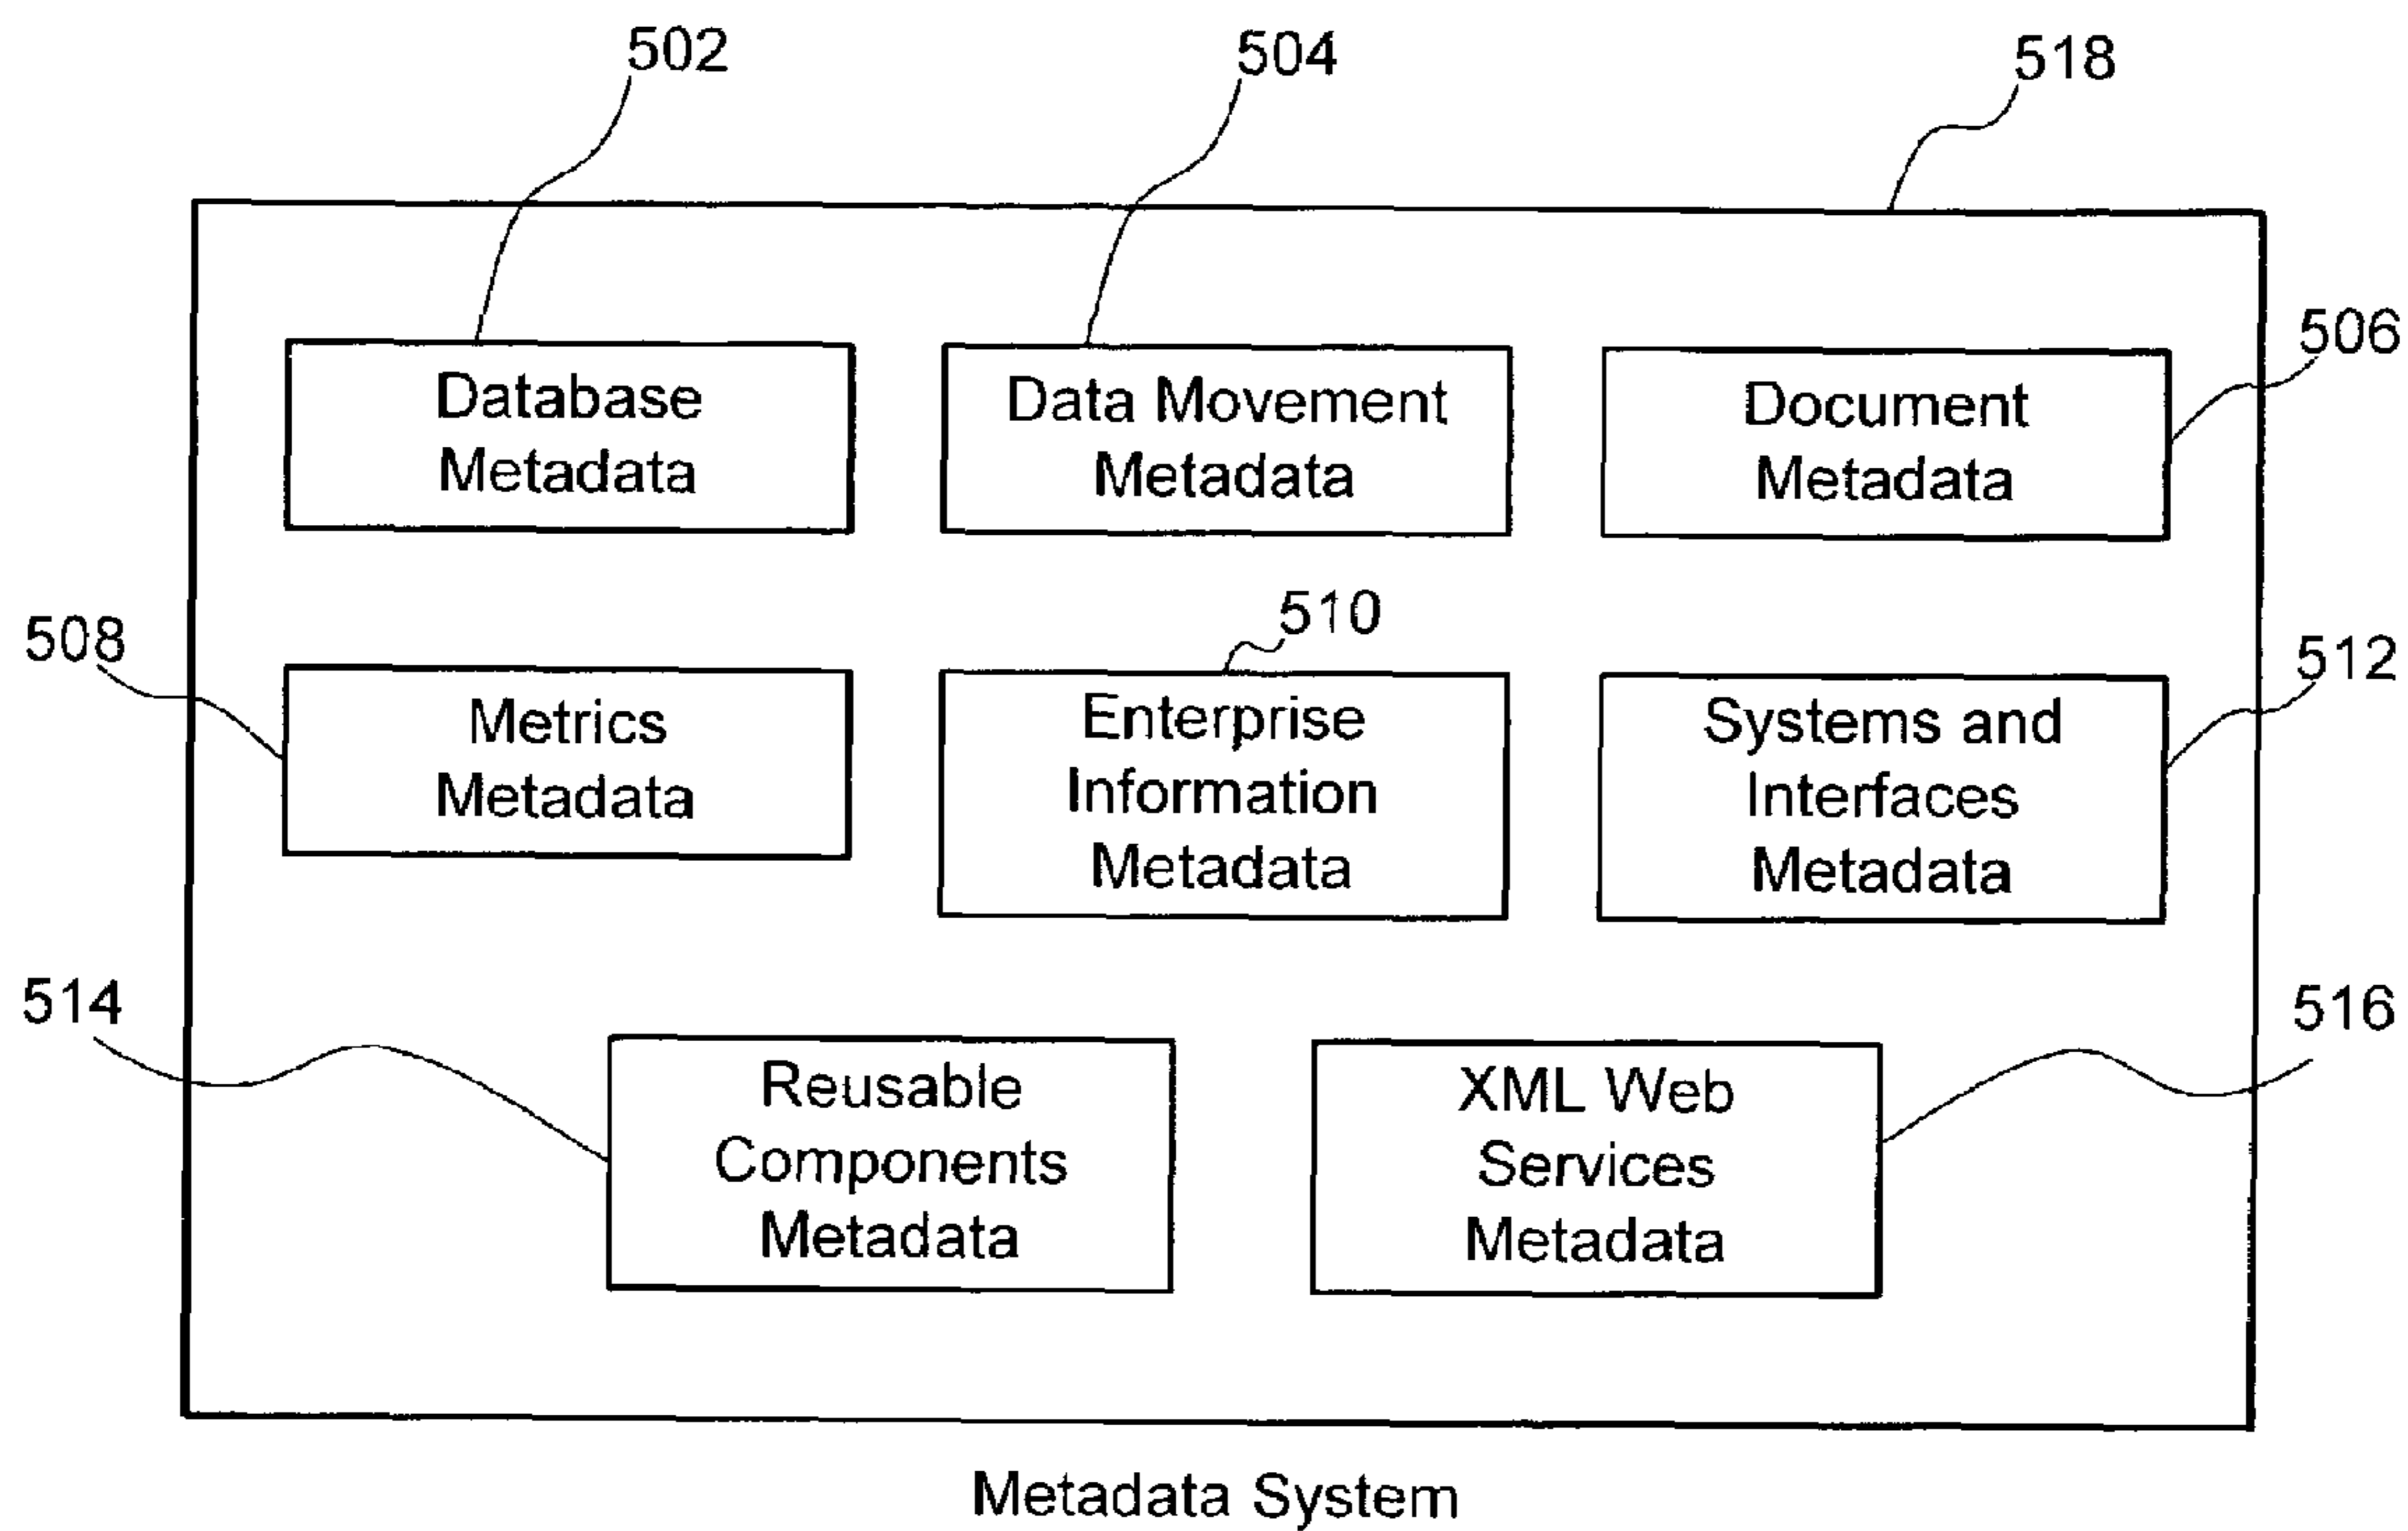 502
504
518
Database
Metadata
Data Movement
Metadata
Document
Metadata
506
508
510
512
Metrics
Metadata
Enterprise
Information
Metadata
Systems and
Interfaces
Metadata
514
516
Reusable
Components
Metadata
XML Web
Services
Metadata
Metadata System